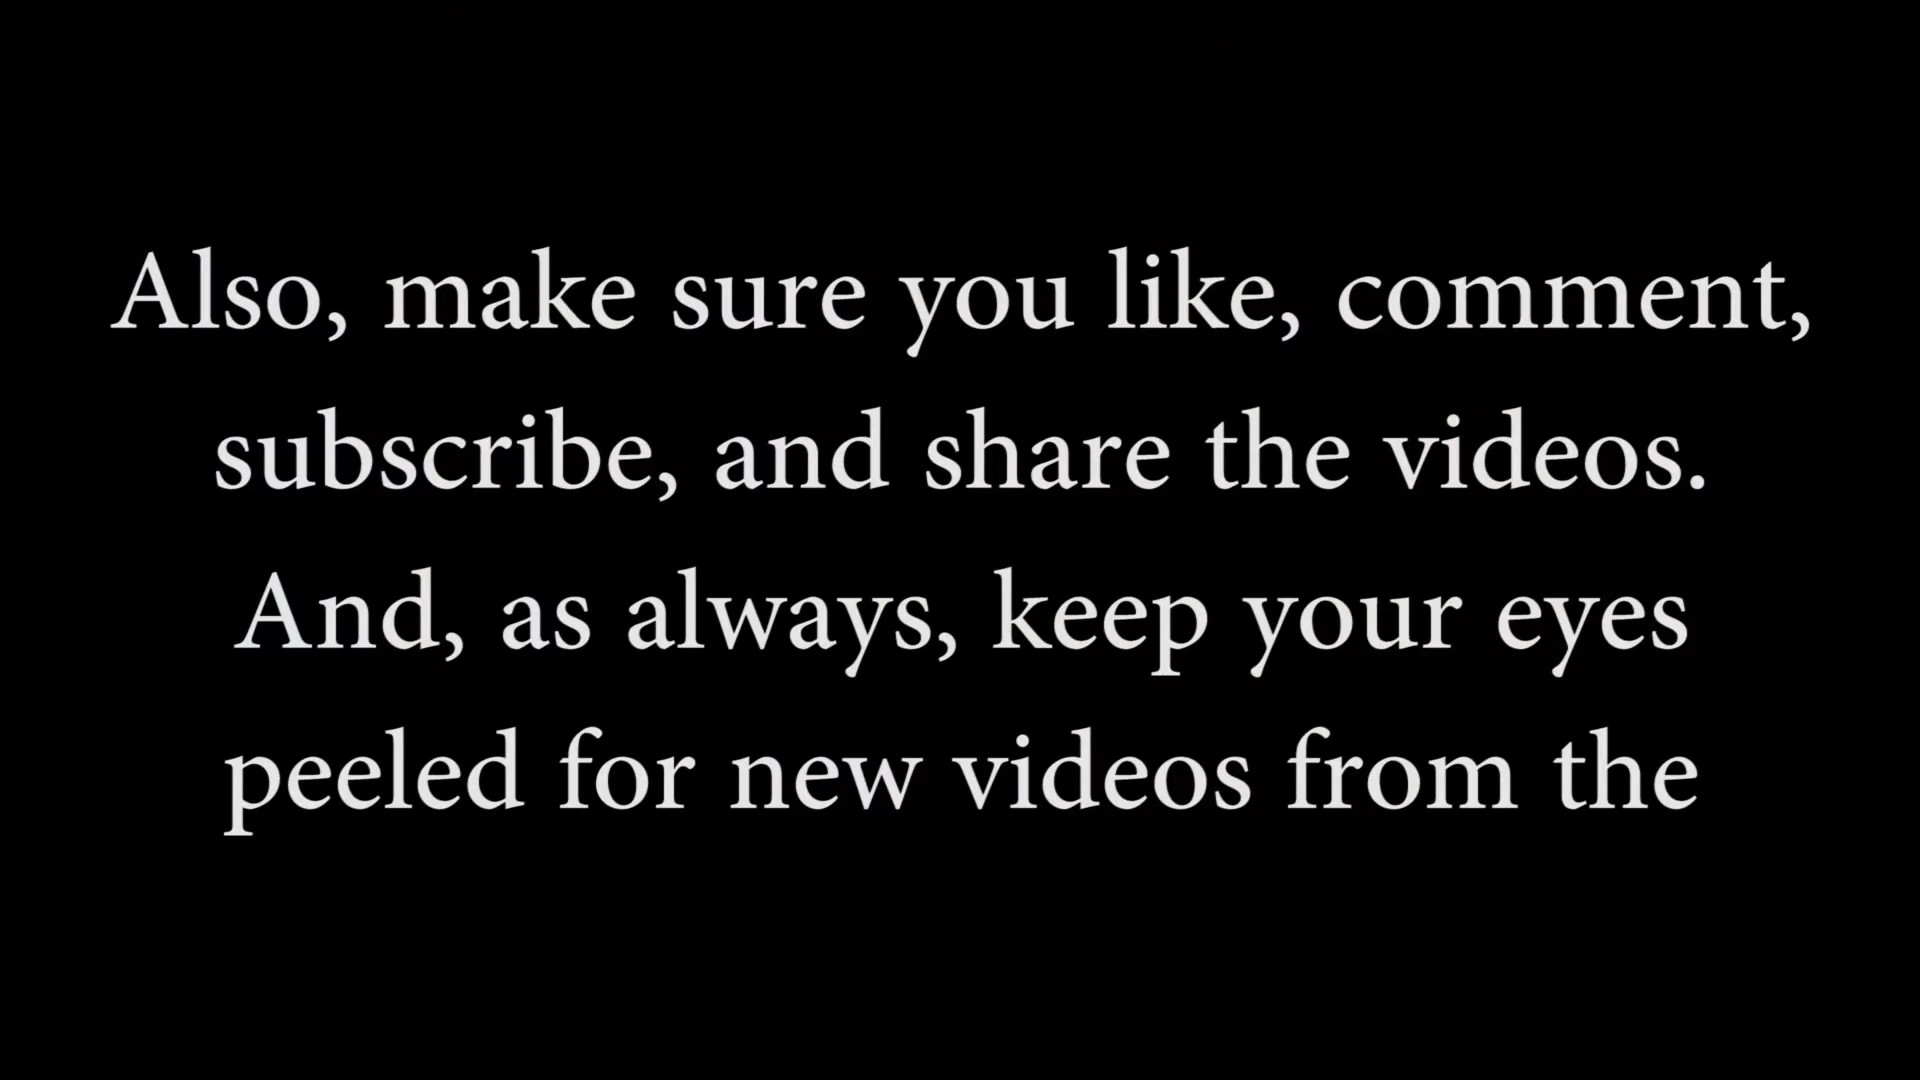 Also, make sure you like, comment,
subscribe, and share the videos.
And, as always, keep your eyes
peeled for new videos from the